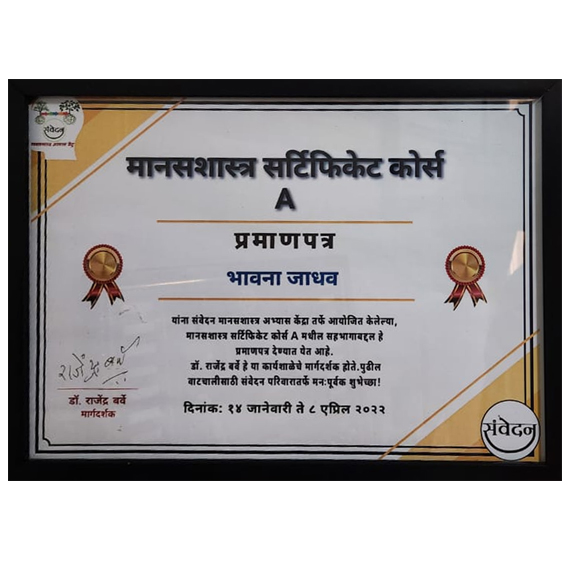 संवेदन
मानसशास्त्र सर्टिफिकेट कोर्स
A
प्रमाणपत्र
भावना जाधव
यांना संवेदन मानसशास्त्र अभ्यास केंद्रा तर्फे आयोजित केलेल्या,
मानसशास्त्र सर्टिफिकेट कोर्स A मधील सहभागाबद्दल हे
प्रमाणपत्र देण्यात येत आहे.
डॉ. राजेंद्र बर्वे हे या कार्यशाळेचे मार्गदर्शक होते.पुढील
वाटचालीसाठी संवेदन परिवारातर्फे मनःपूर्वक शुभेच्छा!
राजेंद्र बर्वे
डॉ. राजेंद्र बर्वे
मार्गदर्शक
दिनांक: १४ जानेवारी ते ८ एप्रिल २०२२
संवेदन